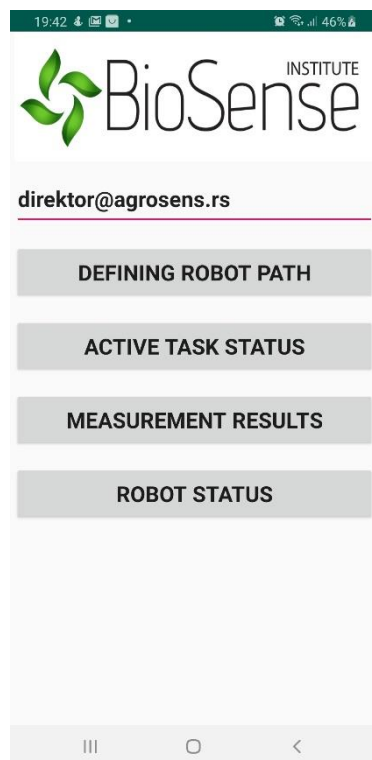 19:42 46%
INSTITUTE
BioSense
direktor@agrosens.rs
DEFINING ROBOT PATH
ACTIVE TASK STATUS
MEASUREMENT RESULTS
ROBOT STATUS